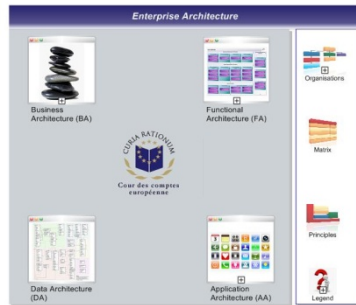 Enterprise Architecture
Business
Architecture (BA)
Functional
Architecture (FA)
Organisations
CURIA RATIONUM
Cour des comptes
européenne
Matrix
Data Architecture
(DA)
Application
Architecture (AA)
Principles
Legend